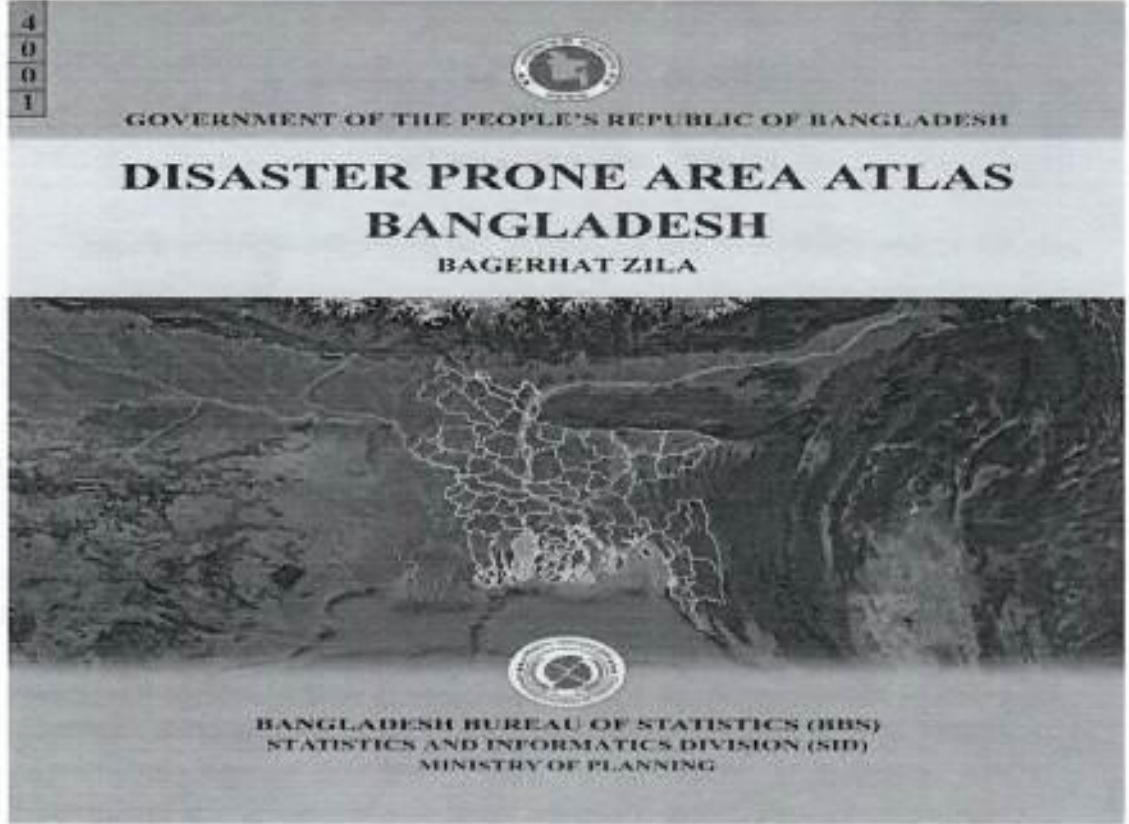 4
0
0
1
GOVERNMENT OF THE PEOPLE'S REPUBLIC OF BANGLADESH
DISASTER PRONE AREA ATLAS
BANGLADESH
BAGERHAT ZILA
BANGLADESH BUREAU OF STATISTICS (BBS)
STATISTICS AND INFORMATICS DIVISION (SID)
MINISTRY OF PLANNING